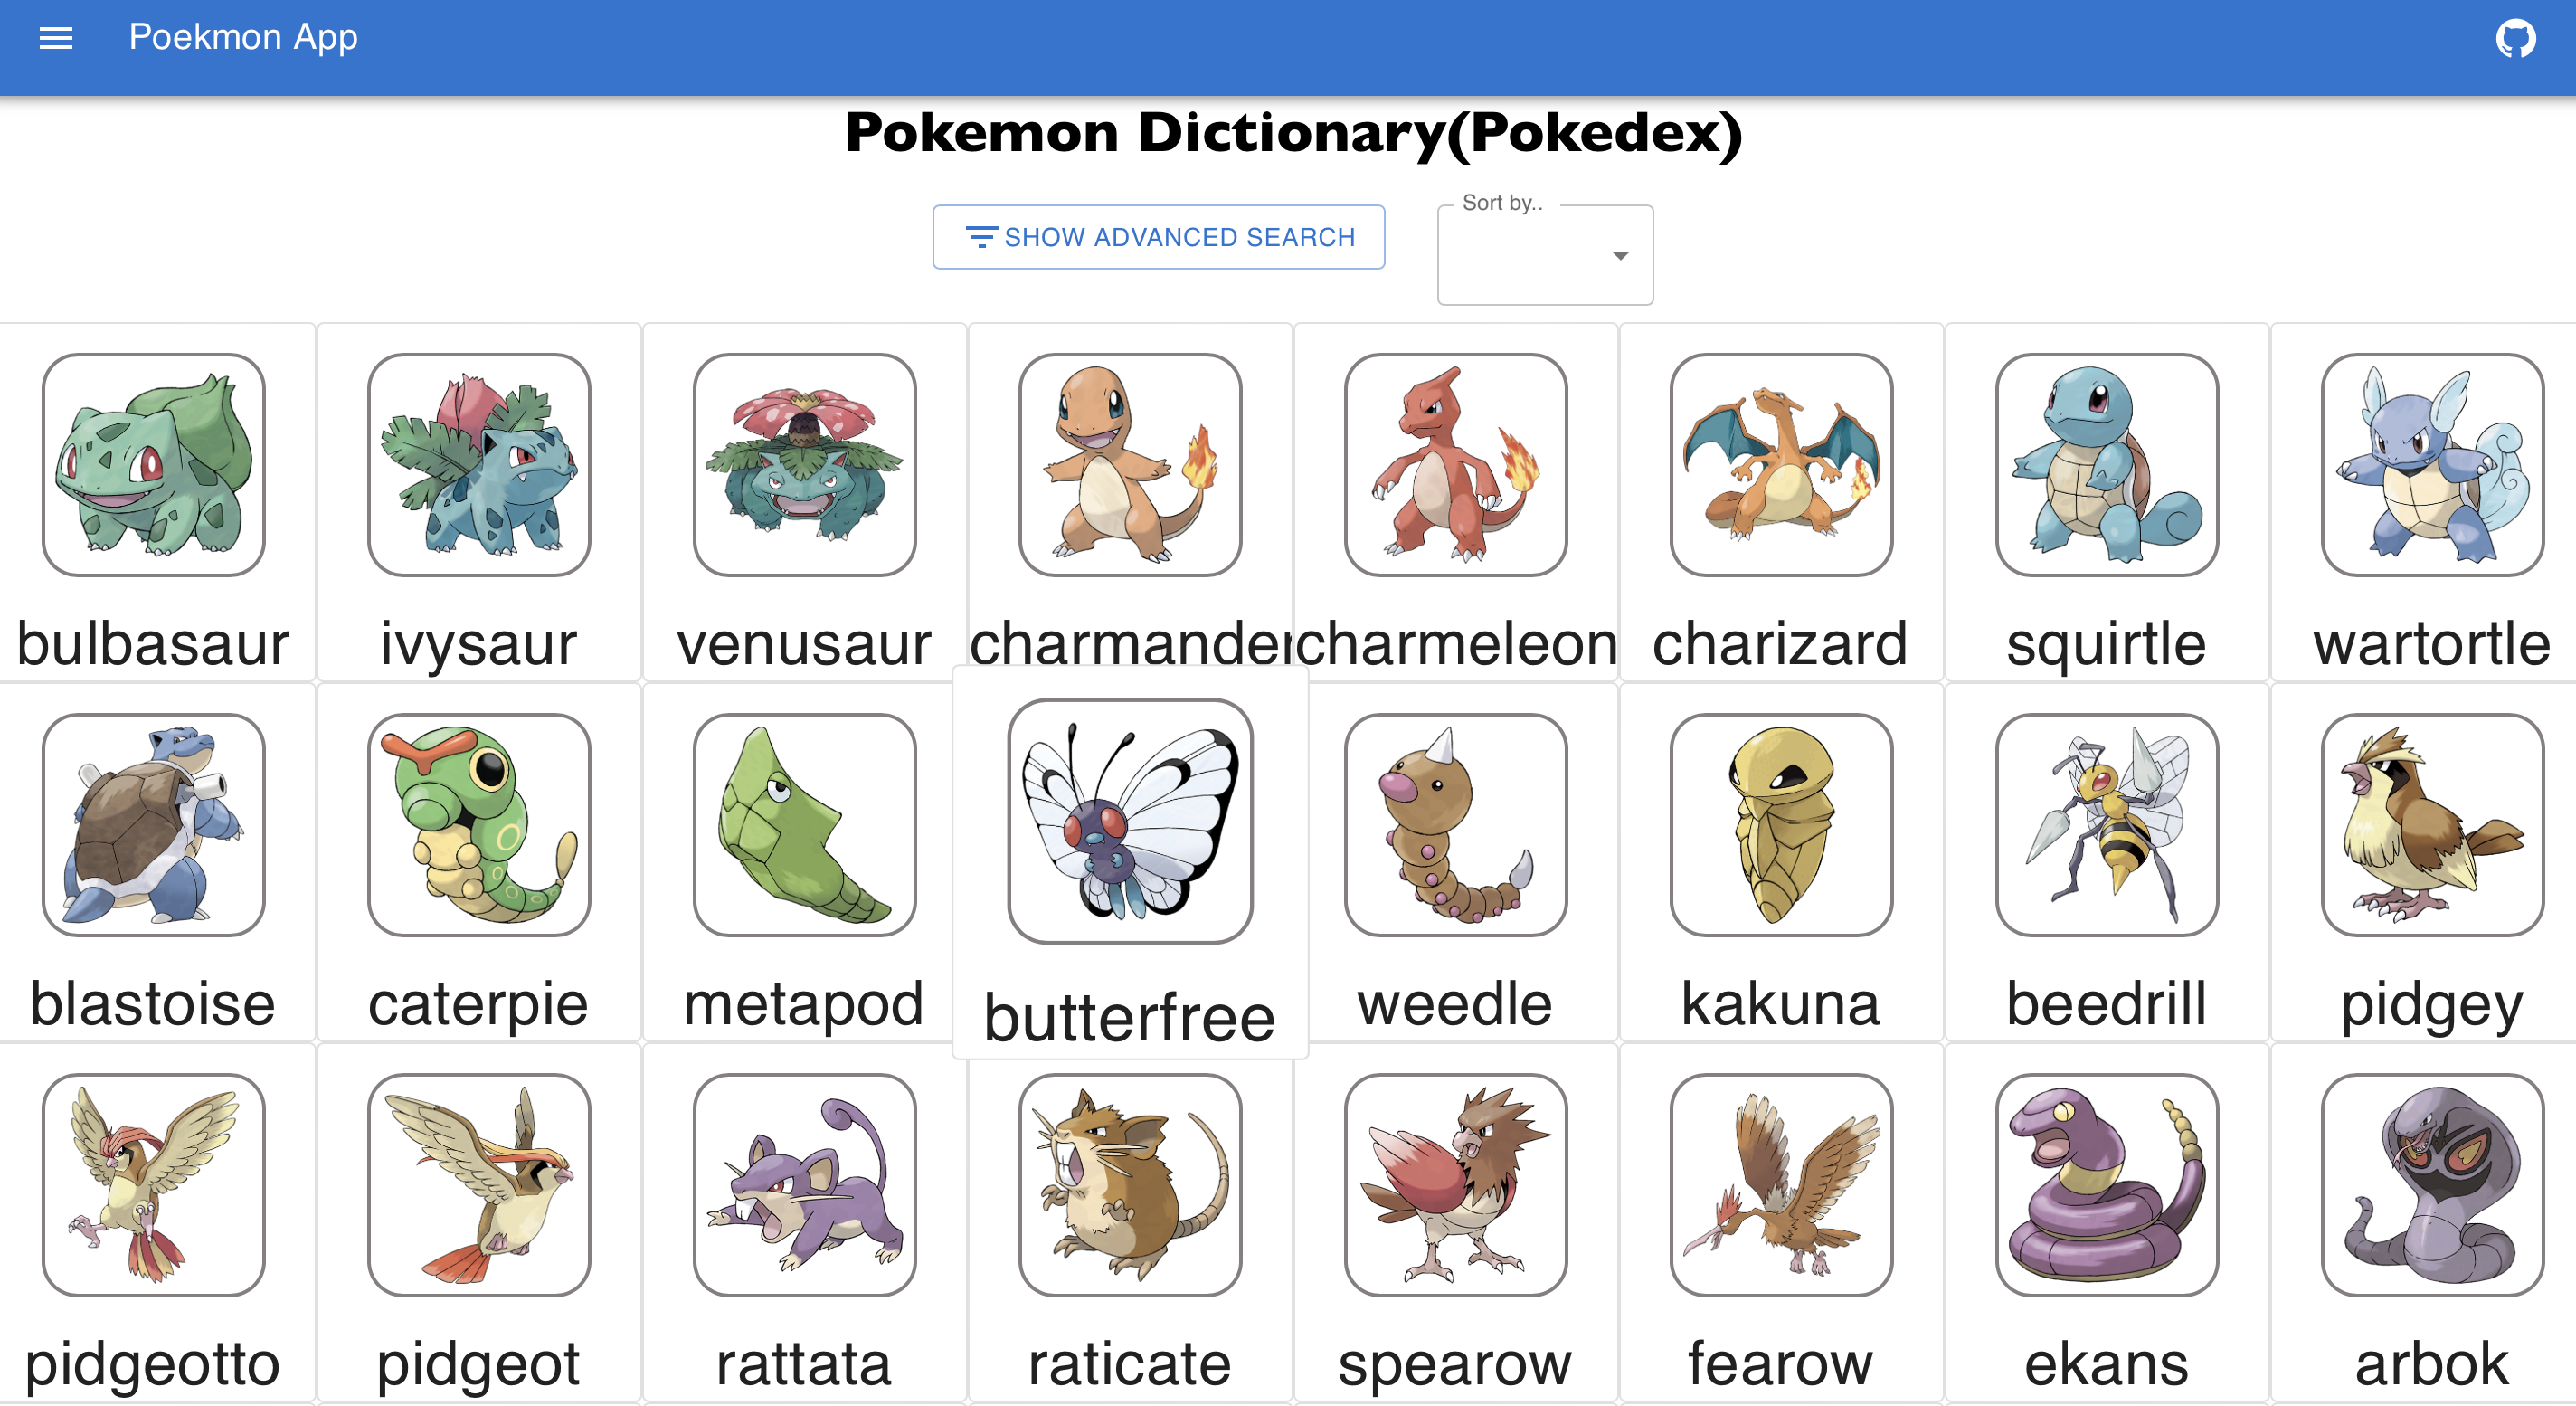 Poekmon App
Pokemon Dictionary(Pokedex)
SHOW ADVANCED SEARCH
Sort by..
bulbasaur
ivysaur
venusaur
charmander
charmeleon
charizard
squirtle
wartortle
blastoise
caterpie
metapod
butterfree
weedle
kakuna
beedrill
pidgey
pidgeotto
pidgeot
rattata
raticate
spearow
fearow
ekans
arbok